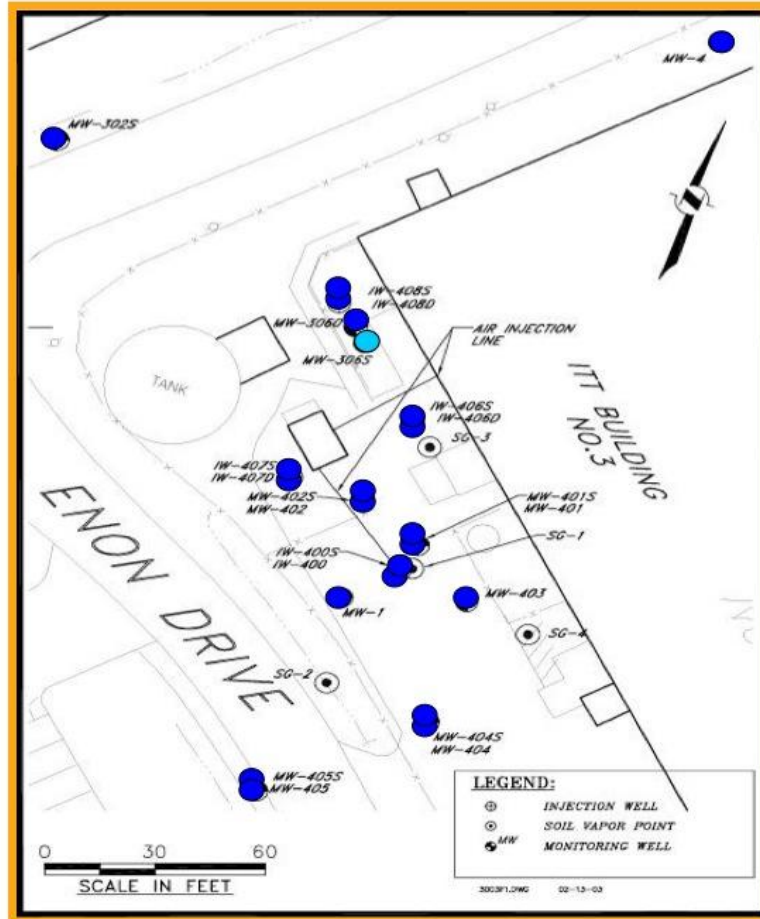 MW-4
MW-302S
IW-408S
IW-408D
MW-306D
MW-306S
AIR INJECTION
LINE
TANK
ITT BUILDING
NO.3
IW-406S
IW-406D
SG-3
IW-407S
IW-407D
MW-402S
MW-402
MW-401S
MW-401
SG-1
IW-400S
IW-400
ENON DRIVE
MW-1
MW-403
SG-4
SG-2
MW-404S
MW-404
MW-405S
MW-405
LEGEND:
INJECTION WELL
SOIL VAPOR POINT
MW MONITORING WELL
0 30 60
SCALE IN FEET
02-13-03